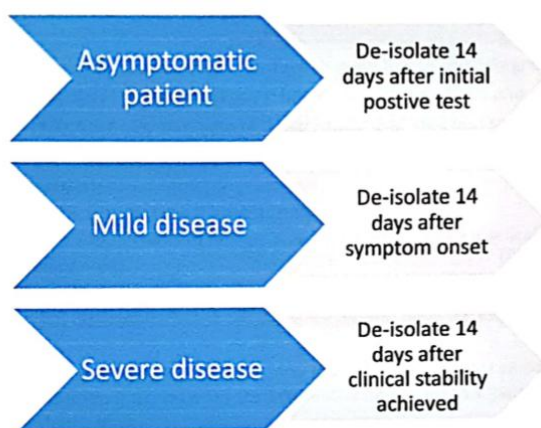 Asymptomatic
patient
De-isolate 14
days after initial
postive test
Mild disease
De-isolate 14
days after
symptom onset
Severe disease
De-isolate 14
days after
clinical stability
achieved